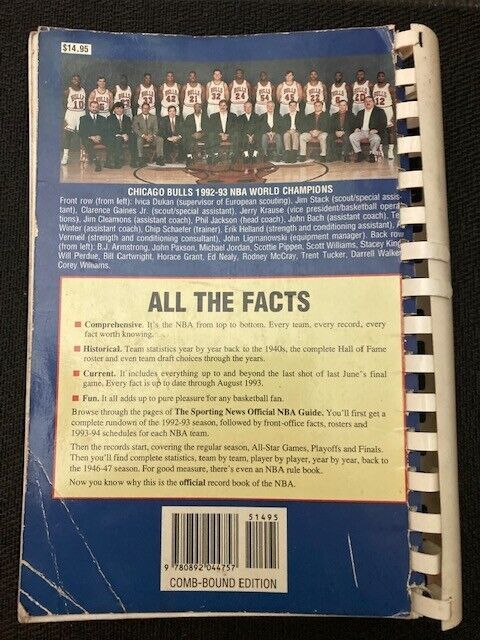 $14.95
CHICAGO BULLS 1992-93 NBA WORLD CHAMPIONS
Front row (from left): Ivica Dukan (supervisor of European scouting), Jim Stack (scout/special assis-
tant), Clarence Gaines Jr. (scout/special assistant), Jerry Krause (vice president/basketball opera
tions), Jim Cleamons (assistant coach), Phil Jackson (head coach), John Bach (assistant coach), Te
Winter (assistant coach), Chip Schaefer (trainer), Erik Helland (strength and conditioning assistant),
Vermeil (strength and conditioning consultant), John Ligmanowski (equipment manager). Back row
(from left): B.J. Armstrong, John Paxson, Michael Jordan, Scottie Pippen, Scott Williams, Stacey King
Will Perdue, Bill Cartwright, Horace Grant, Ed Nealy, Rodney McCray, Trent Tucker, Darrell Walker
Corey Williams.
ALL THE FACTS
Comprehensive. It's the NBA from top to bottom. Every team, every record, every
fact worth knowing.
Historical. Team statistics year by year back to the 1940s, the complete Hall of Fame
roster and even team draft choices through the years.
Current. It includes everything up to and beyond the last shot of last June's final
game. Every fact is up to date through August 1993.
Fun. It all adds up to pure pleasure for any basketball fan.
Browse through the pages of The Sporting News Official NBA Guide. You'll first get a
complete rundown of the 1992-93 season, followed by front-office facts, rosters and
1993-94 schedules for each NBA team.
Then the records start, covering the regular season, All-Star Games, Playoffs and Finals.
Then you'll find complete statistics, team by team, player by player, year by year, back to
the 1946-47 season. For good measure, there's even an NBA rule book.
Now you know why this is the official record book of the NBA.
51495
9 780892 044757
COMB-BOUND EDITION